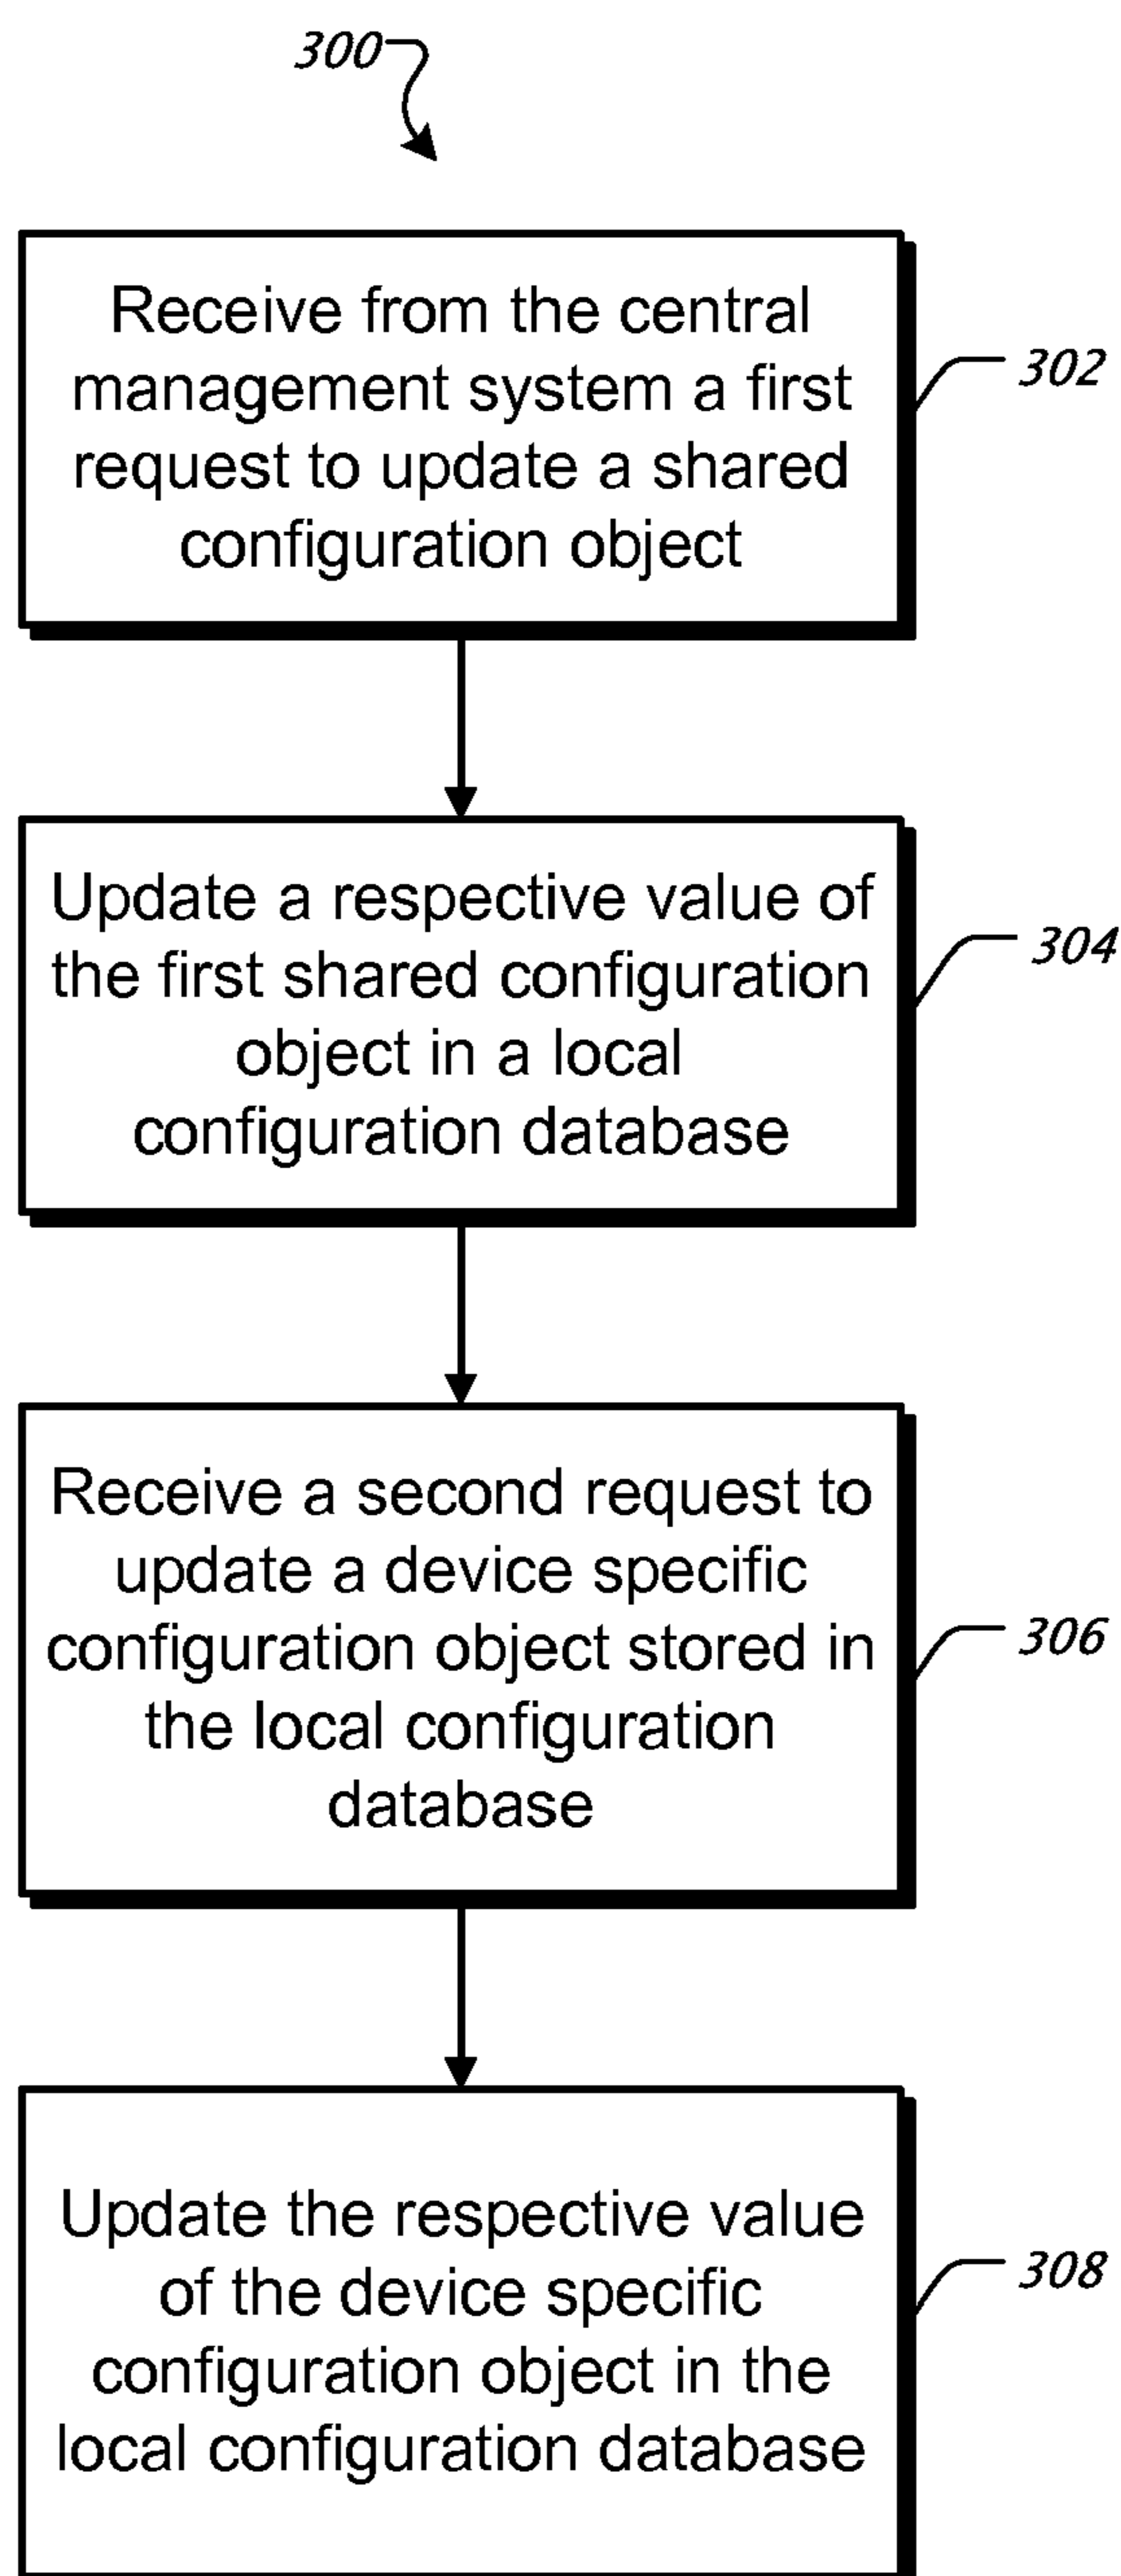 300
Receive from the central
management system a first
request to update a shared
configuration object
302
Update a respective value of
the first shared configuration
object in a local
configuration database
304
Receive a second request to
update a device specific
configuration object stored in
the local configuration
database
306
Update the respective value
of the device specific
configuration object in the
local configuration database
308